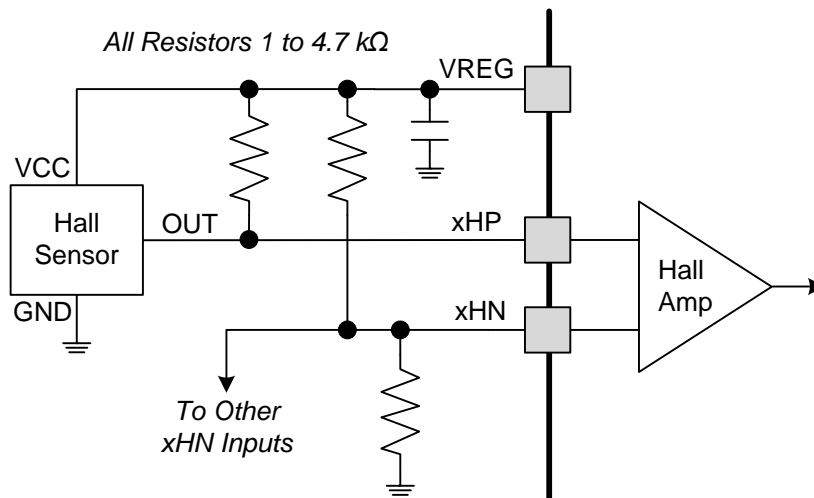 All Resistors 1 to 4.7 kΩ
VREG
VCC
Hall
Sensor
OUT
xHP
Hall
Amp
GND
xHN
To Other
xHN Inputs